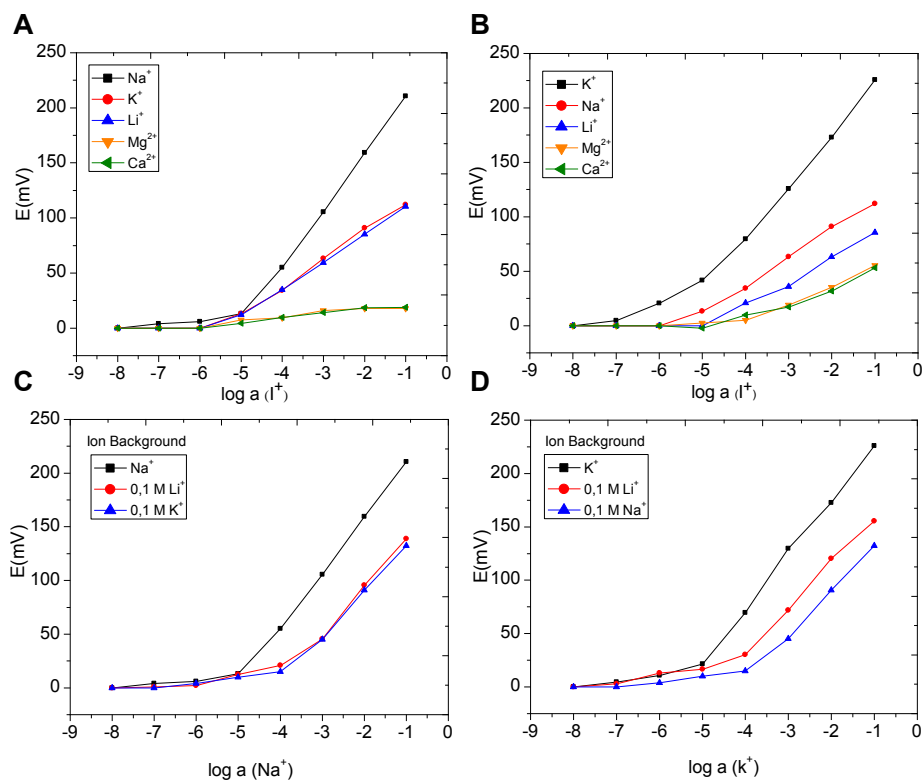 A
250
200
150
100
50
0
E(mV)
Na⁺
K⁺
Li⁺
Mg²⁺
Ca²⁺
-9 -8 -7 -6 -5 -4 -3 -2 -1 0
log a (I⁺)
B
250
200
150
100
50
0
E(mV)
K⁺
Na⁺
Li⁺
Mg²⁺
Ca²⁺
-9 -8 -7 -6 -5 -4 -3 -2 -1 0
log a (I⁺)
C
250
200
150
100
50
0
E(mV)
Ion Background
Na⁺
0,1 M Li⁺
0,1 M K⁺
-9 -8 -7 -6 -5 -4 -3 -2 -1 0
log a (Na⁺)
D
250
200
150
100
50
0
E(mV)
Ion Background
K⁺
0,1 M Li⁺
0,1 M Na⁺
-9 -8 -7 -6 -5 -4 -3 -2 -1 0
log a (k⁺)